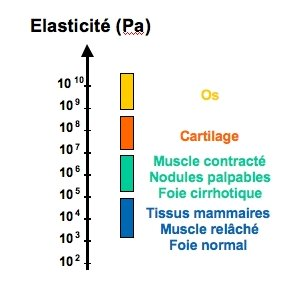 Elasticité (Pa)
10 10
Os
10 9
10 8
Cartilage
10 7
Muscle contracté
10 6
Nodules palpables
10 5
Foie cirrhotique
10 4
Tissus mammaires
Muscle relâché
10 3
Foie normal
10 2